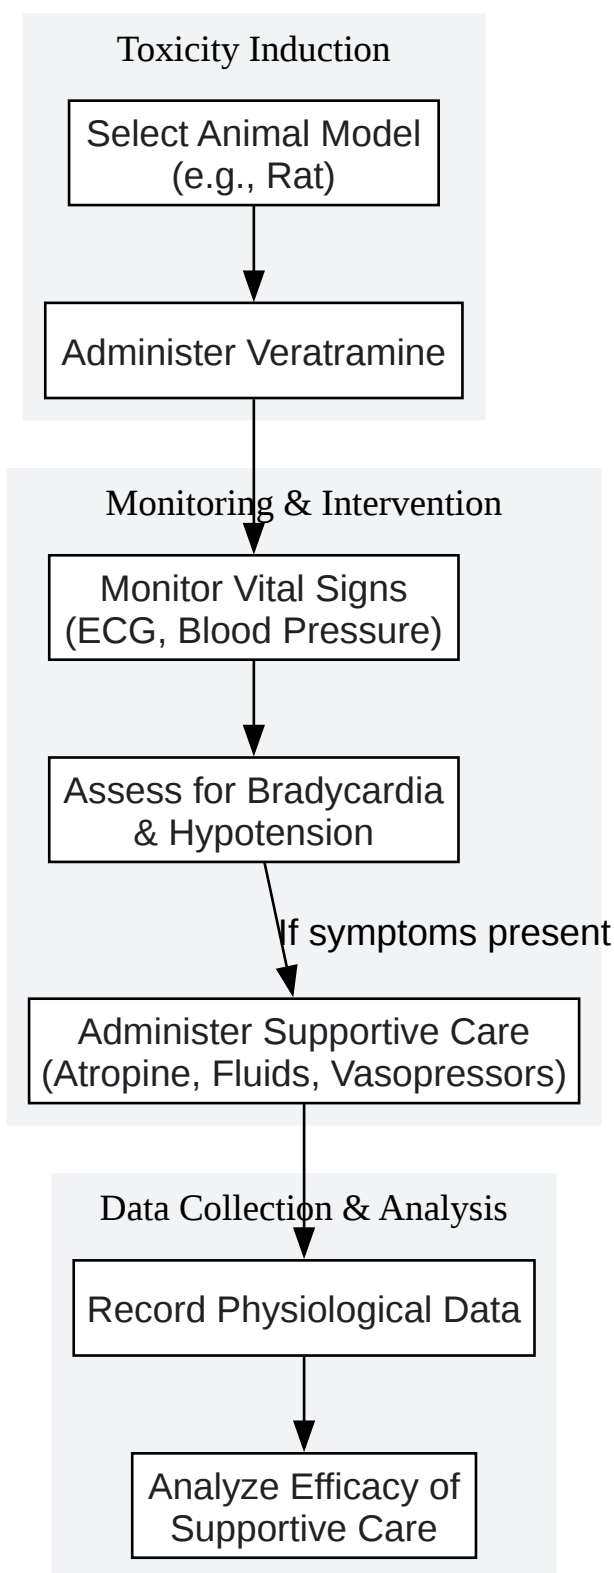 Toxicity Induction
Select Animal Model
(e.g., Rat)
Administer Veratramine
Monitoring & Intervention
Monitor Vital Signs
(ECG, Blood Pressure)
Assess for Bradycardia
& Hypotension
If symptoms present
Administer Supportive Care
(Atropine, Fluids, Vasopressors)
Data Collection & Analysis
Record Physiological Data
Analyze Efficacy of
Supportive Care